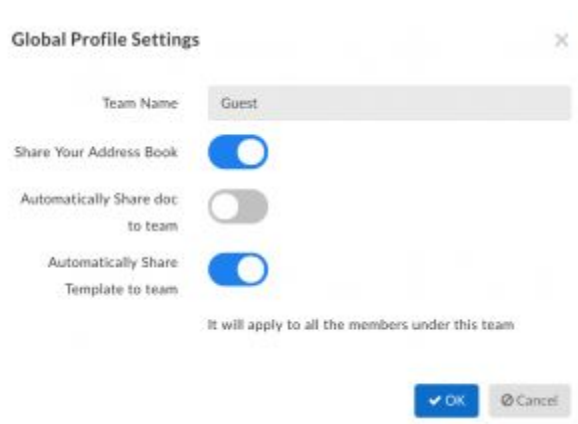 Global Profile Settings
Team Name Guest
Share Your Address Book
Automatically Share doc
to team
Automatically Share
Template to team
It will apply to all the members under this team
OK Cancel